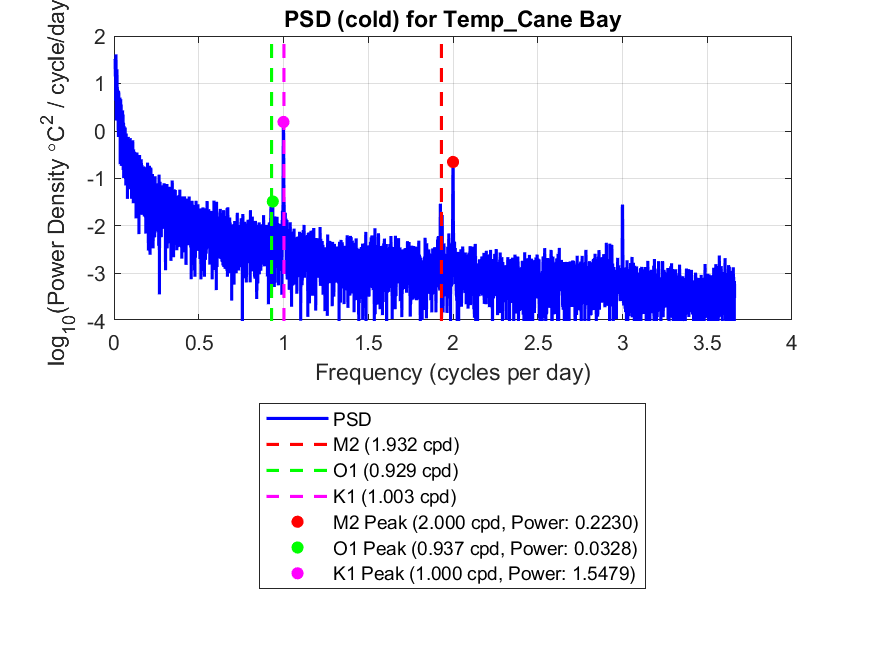 PSD (cold) for Temp_Cane Bay
log10(Power Density °C2 / cycle/day
2
1
0
-1
-2
-3
-4
0 0.5 1 1.5 2 2.5 3 3.5 4
Frequency (cycles per day)
PSD
M2 (1.932 cpd)
O1 (0.929 cpd)
K1 (1.003 cpd)
M2 Peak (2.000 cpd, Power: 0.2230)
O1 Peak (0.937 cpd, Power: 0.0328)
K1 Peak (1.000 cpd, Power: 1.5479)